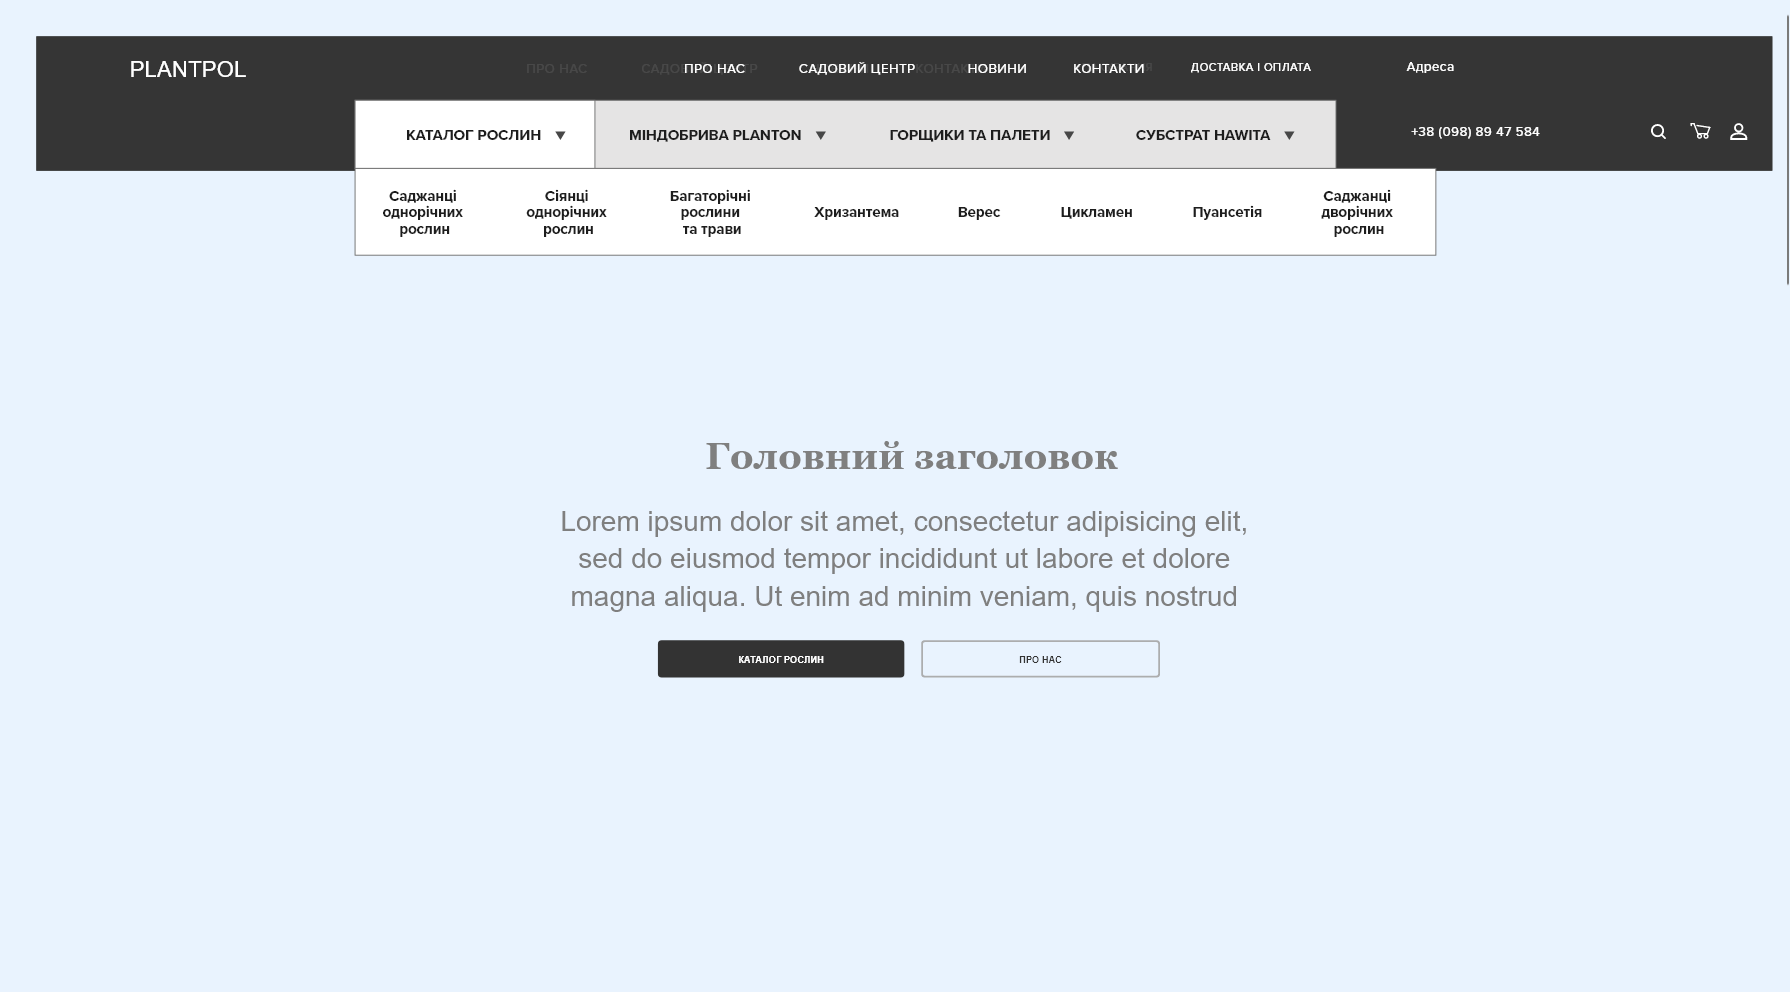 PLANTPOL
ПРО НАС
САДОВИЙ ЦЕНТР
НОВИНИ
КОНТАКТИ
ДОСТАВКА І ОПЛАТА
Адреса
КАТАЛОГ РОСЛИН
МІНДОБРИВА PLANTON
ГОРЩИКИ ТА ПАЛЕТИ
СУБСТРАТ HAWITA
+38 (098) 89 47 584
Саджанці
однорічних
рослин
Сіянці
однорічних
рослин
Багаторічні
рослини
та трави
Хризантема
Верес
Цикламен
Пуансетія
Саджанці
дворічних
рослин
Головний заголовок
Lorem ipsum dolor sit amet, consectetur adipisicing elit,
sed do eiusmod tempor incididunt ut labore et dolore
magna aliqua. Ut enim ad minim veniam, quis nostrud
КАТАЛОГ РОСЛИН
ПРО НАС